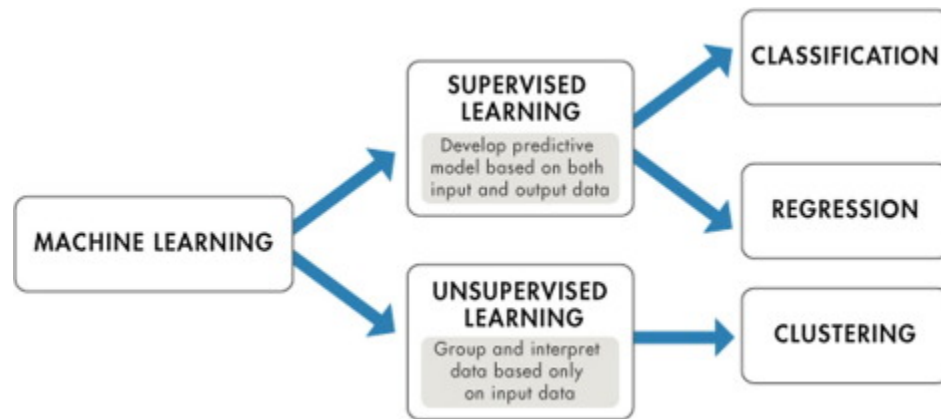 MACHINE LEARNING
SUPERVISED
LEARNING
Develop predictive
model based on both
input and output data
UNSUPERVISED
LEARNING
Group and interpret
data based only
on input data
CLASSIFICATION
REGRESSION
CLUSTERING